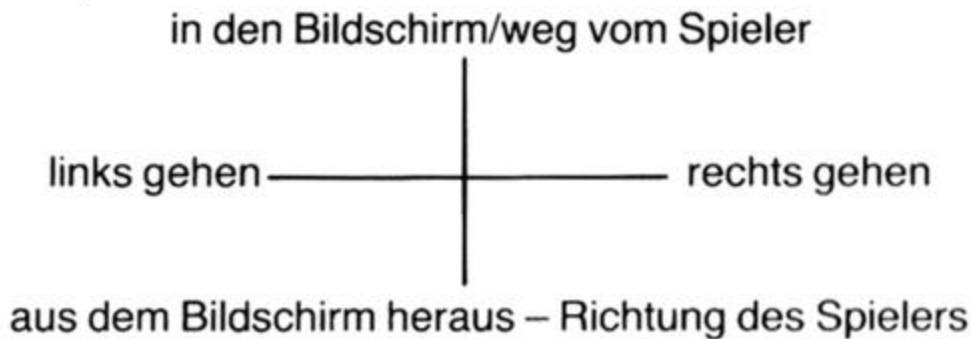 in den Bildschirm/weg vom Spieler
links gehen
rechts gehen
aus dem Bildschirm heraus – Richtung des Spielers